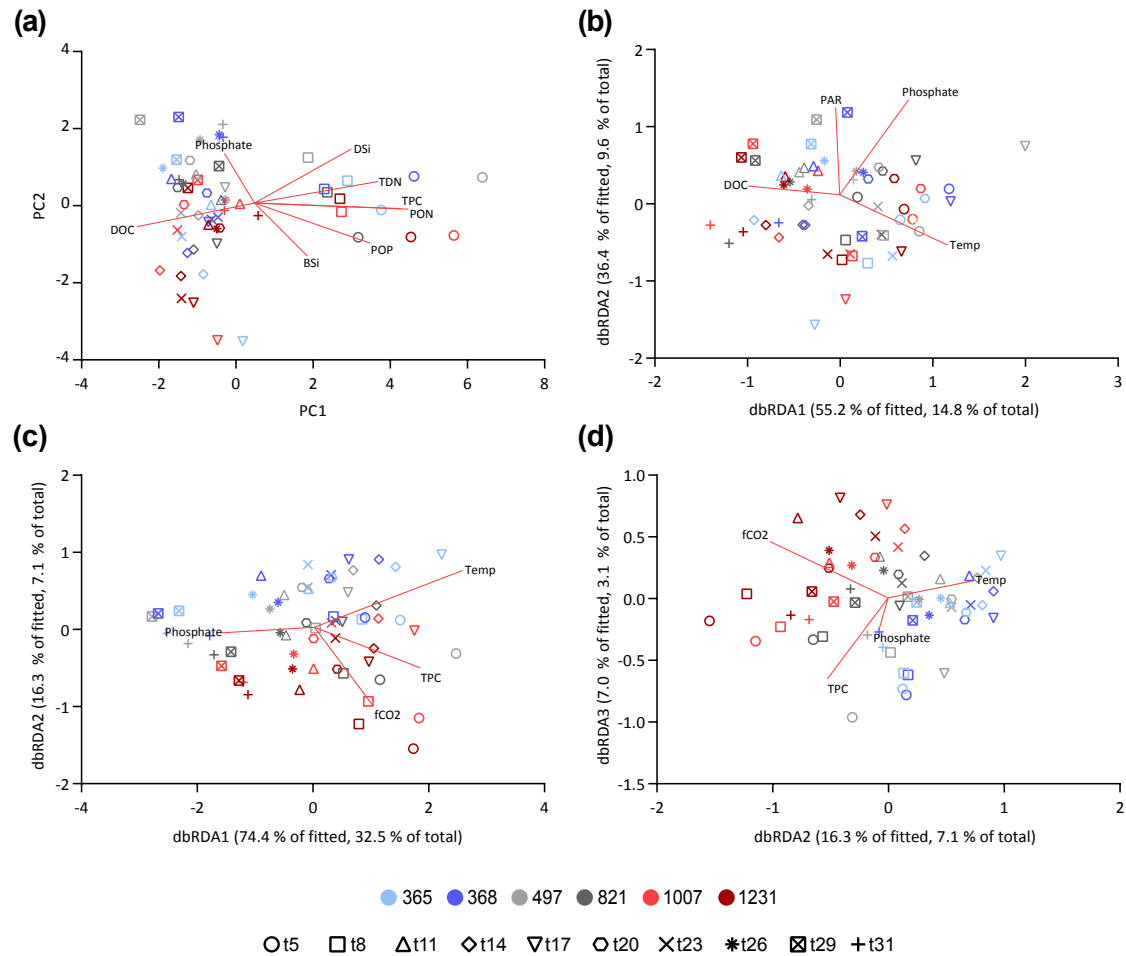 (a)
4
2
0
-2
-4
-4
-2
0
2
4
6
8
PC2
PC1
Phosphate
DSi
TDN
TPC
PON
POP
BSi
DOC
(b)
2
1
0
-1
-2
-2
-1
0
1
2
3
dbRDA2 (36.4 % of fitted, 9.6 % of total)
dbRDA1 (55.2 % of fitted, 14.8 % of total)
PAR
Phosphate
DOC
Temp
(c)
2
1
0
-1
-2
-4
-2
0
2
4
dbRDA2 (16.3 % of fitted, 7.1 % of total)
dbRDA1 (74.4 % of fitted, 32.5 % of total)
Temp
Phosphate
TPC
fCO2
(d)
1.0
0.5
0.0
-0.5
-1.0
-1.5
-2
-1
0
1
2
dbRDA3 (7.0 % of fitted, 3.1 % of total)
dbRDA2 (16.3 % of fitted, 7.1 % of total)
fCO2
Temp
Phosphate
TPC
365 368 497 821 1007 1231
t5 t8 t11 t14 t17 t20 t23 t26 t29 t31